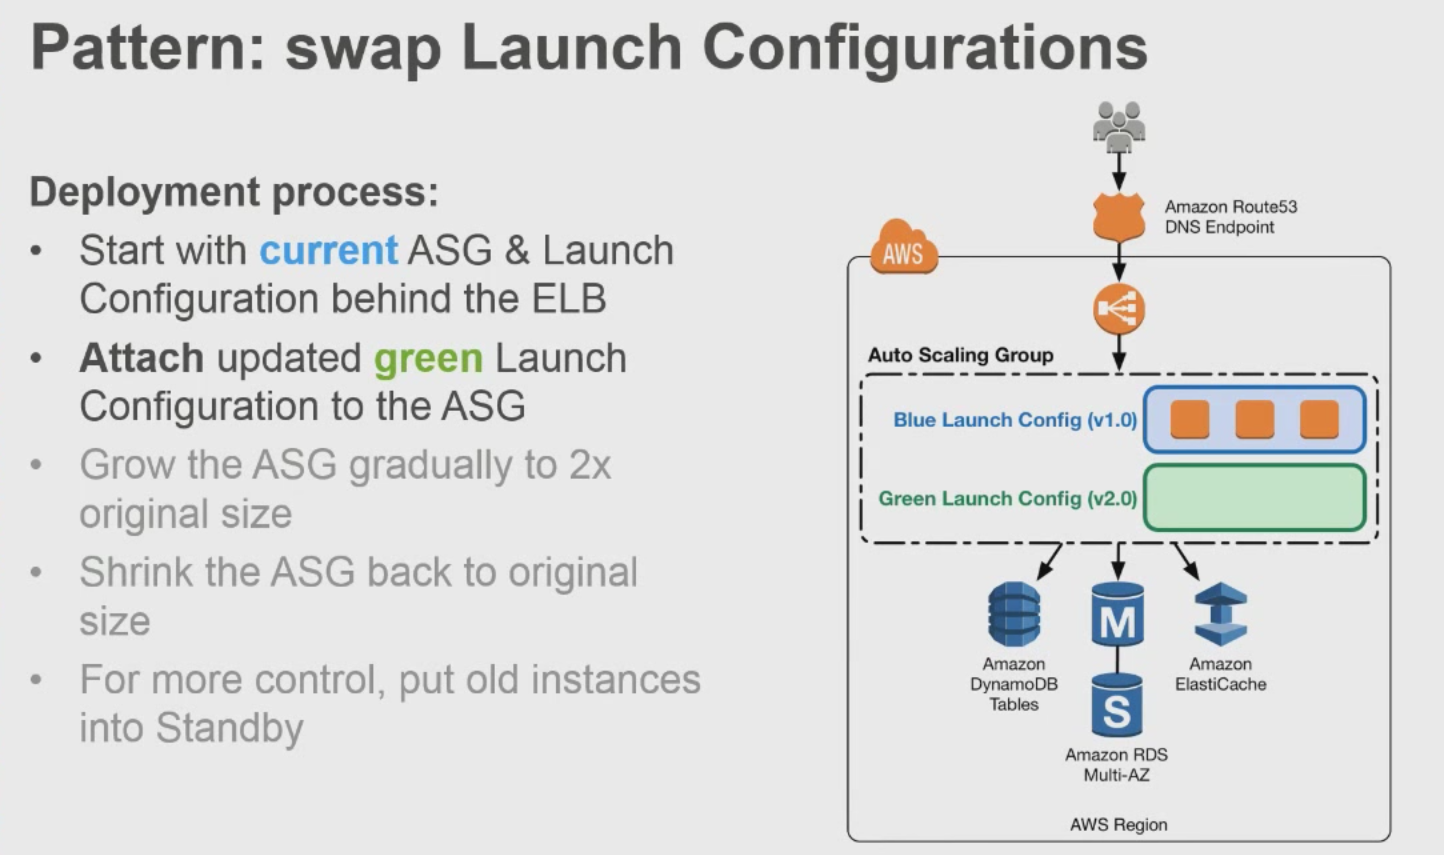 Pattern: swap Launch Configurations
Deployment process:
• Start with current ASG & Launch
Configuration behind the ELB
• Attach updated green Launch
Configuration to the ASG
• Grow the ASG gradually to 2x
original size
• Shrink the ASG back to original
size
• For more control, put old instances
into Standby
Amazon Route53
DNS Endpoint
AWS
Auto Scaling Group
Blue Launch Config (v1.0)
Green Launch Config (v2.0)
Amazon
DynamoDB
Tables
M
S
Amazon RDS
Multi-AZ
Amazon
ElastiCache
AWS Region